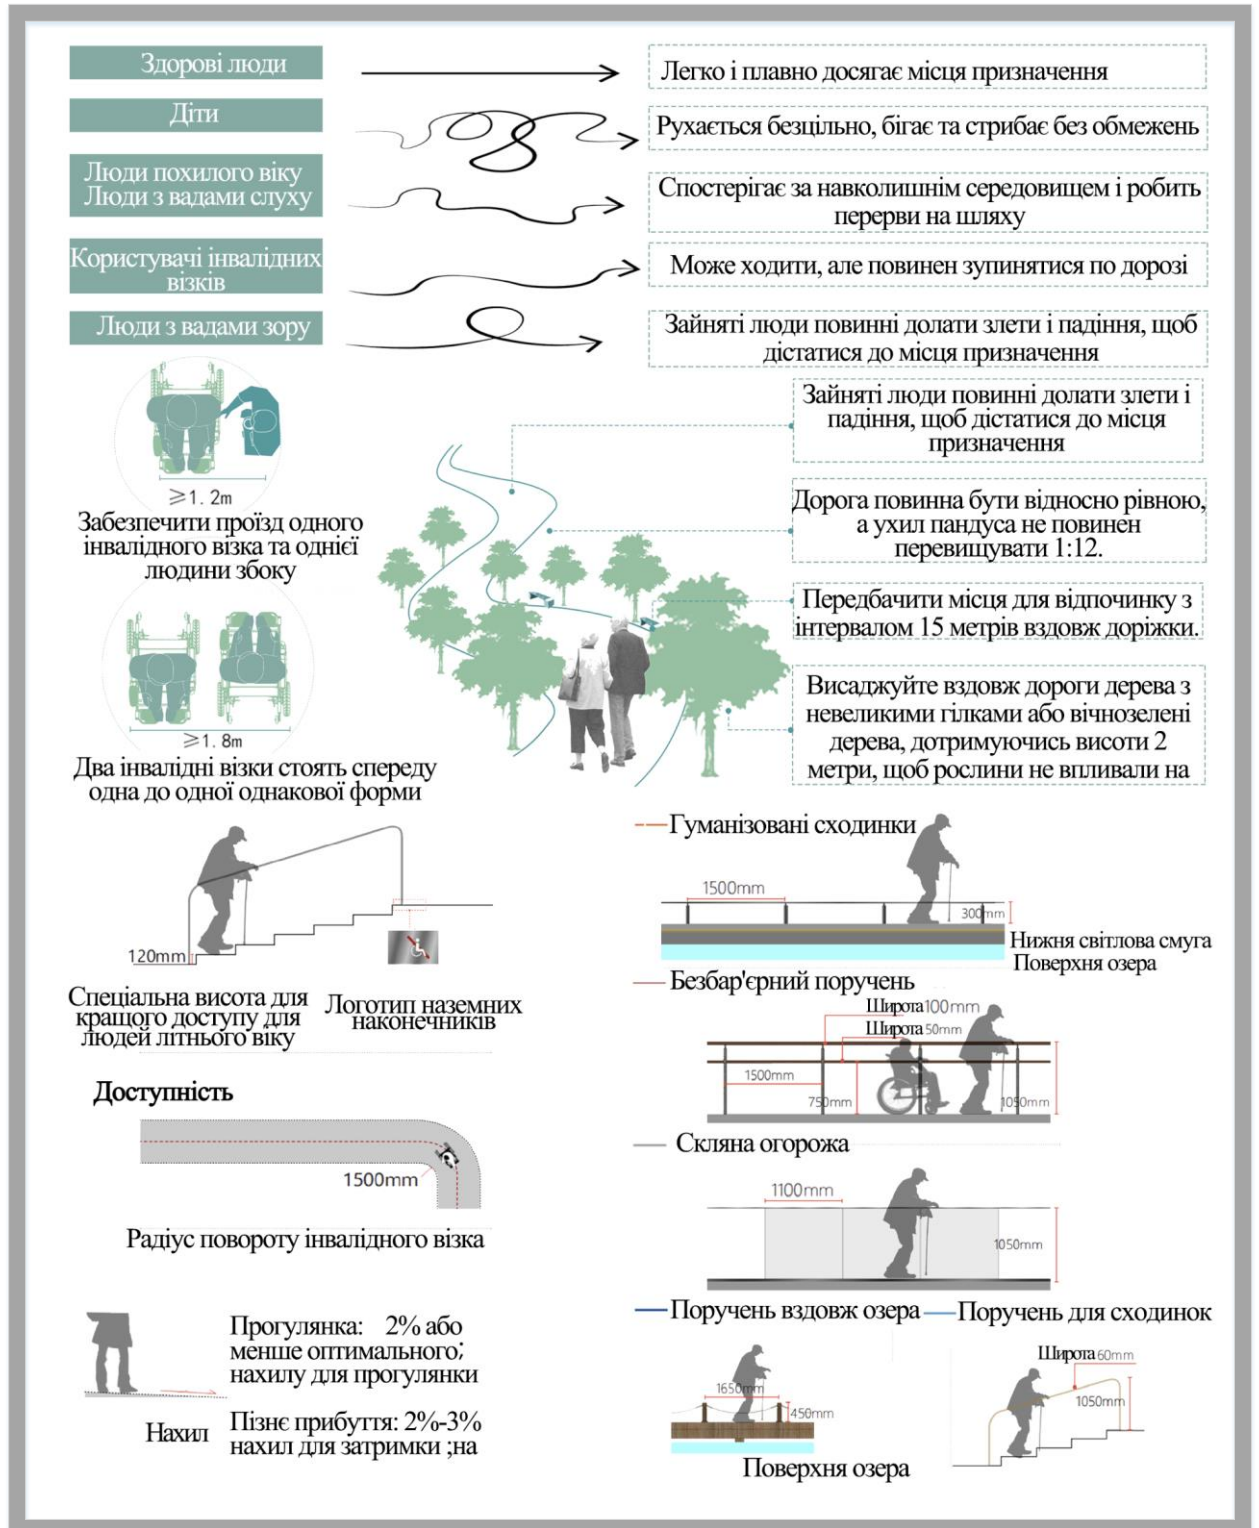 Здорові люди
Легко і плавно досягає місця призначення
Діти
Рухається безцільно, бігає та стрибає без обмежень
Люди похилого віку
Люди з вадами слуху
Спостерігає за навколишнім середовищем і робить
перерви на шляху
Користувачі інвалідних
візків
Може ходити, але повинен зупинятися по дорозі
Люди з вадами зору
Зайняті люди повинні долати злети і падіння, щоб
дістатися до місця призначення
≥1.2m
Забезпечити проїзд одного
інвалідного візка та однієї
людини збоку
≥1.8m
Два інвалідні візки стоять спереду
одна до одної однакової форми
Зайняті люди повинні долати злети і
падіння, щоб дістатися до місця
призначення
Дорога повинна бути відносно рівною,
а ухил пандуса не повинен
перевищувати 1:12.
Передбачити місця для відпочинку з
інтервалом 15 метрів вздовж доріжки.
Висаджуйте вздовж дороги дерева з
невеликими гілками або вічнозелені
дерева, дотримуючись висоти 2
метри, щоб рослини не впливали на
120mm
Спеціальна висота для
кращого доступу для
людей літнього віку
Логотип наземних
наконечників
Доступність
1500mm
Радіус повороту інвалідного візка
Прогулянка: 2% або
менше оптимального;
нахилу для прогулянки
Нахил
Пізнє прибуття: 2%-3%
нахил для затримки ;на
Гуманізовані сходинки
1500mm
300mm
Нижня світлова смуга
Поверхня озера
Безбар'єрний поручень
Широта 100mm
Широта 50mm
1500mm
750mm
1050mm
Скляна огорожа
1100mm
1050mm
Поручень вздовж озера
Поручень для сходинок
1650mm
450mm
Поверхня озера
Широта 60mm
1050mm